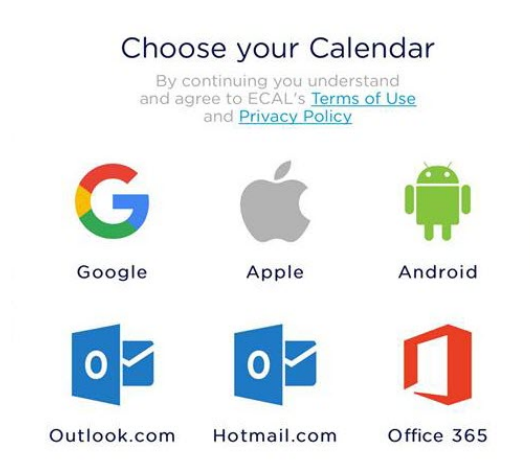 Choose your Calendar
By continuing you understand
and agree to ECAL's Terms of Use
and Privacy Policy
Google
Apple
Android
Outlook.com
Hotmail.com
Office 365